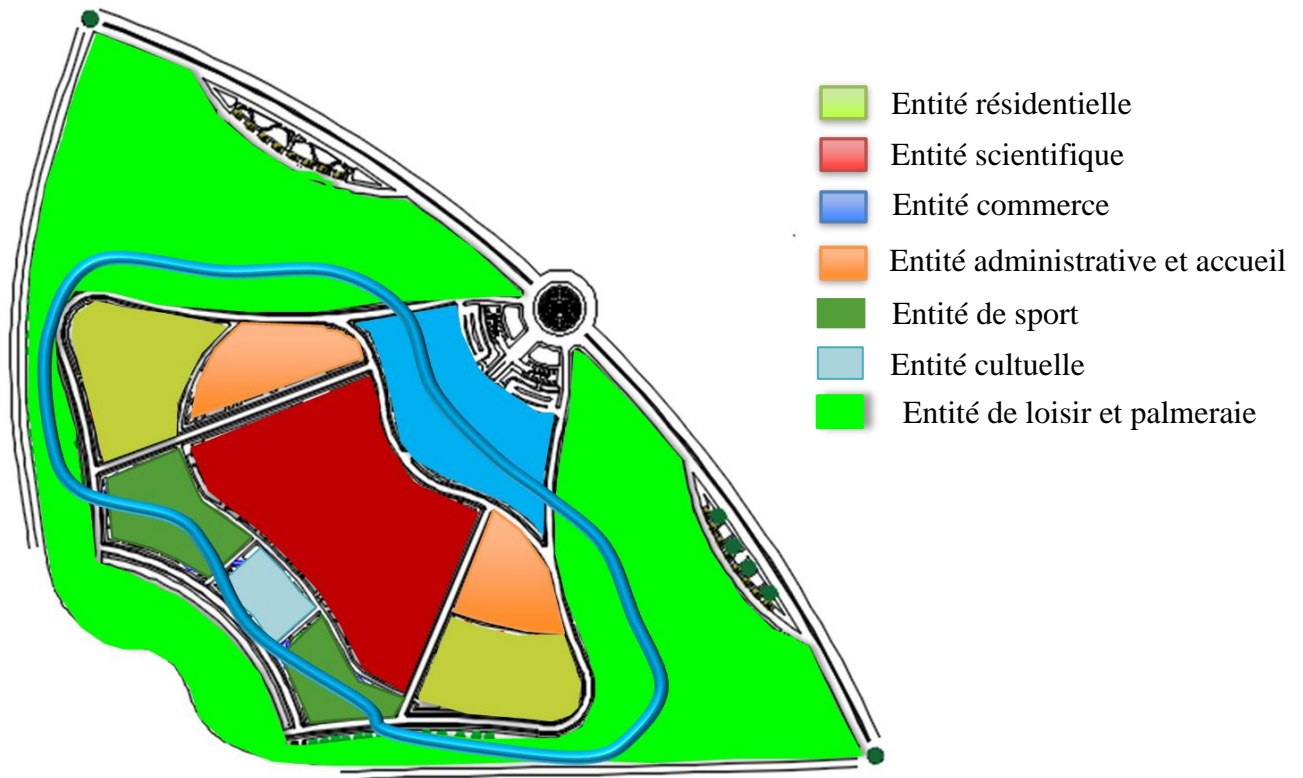 Entité résidentielle
Entité scientifique
Entité commerce
Entité administrative et accueil
Entité de sport
Entité cultuelle
Entité de loisir et palmeraie